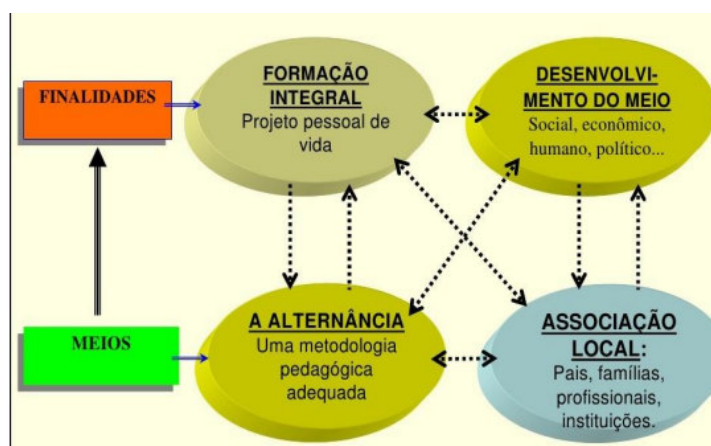 FINALIDADES
FORMAÇÃO
INTEGRAL
Projeto pessoal de
vida
DESENVOLVI-
MENTO DO MEIO
Social, econômico,
humano, político...
MEIOS
A ALTERNÂNCIA
Uma metodologia
pedagógica
adequada
ASSOCIAÇÃO
LOCAL:
Pais, famílias,
profissionais,
instituições.